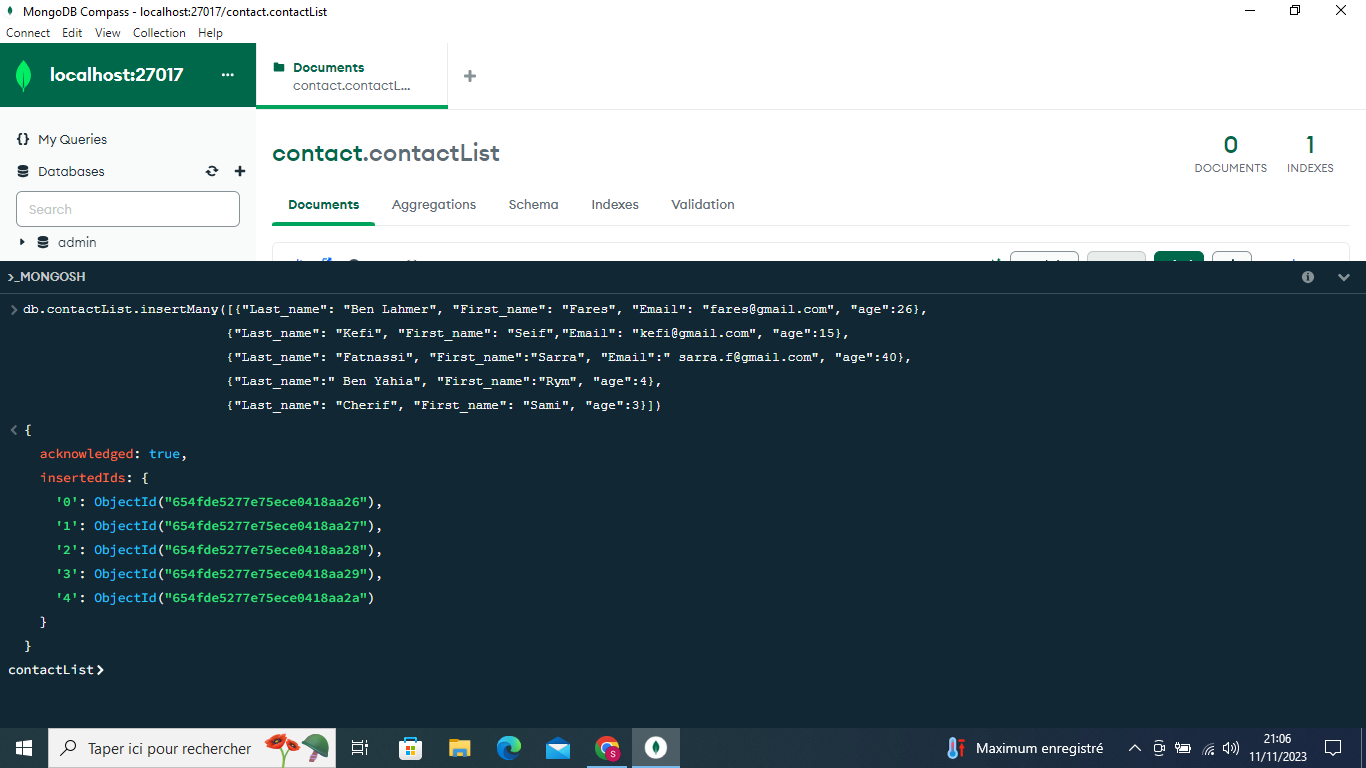 MongoDB Compass - localhost:27017/contact.contactList
Connect Edit View Collection Help
localhost:27017 ...
Documents
contact.contactL...
{} My Queries
Databases
Search
admin
contact.contactList
0
DOCUMENTS
1
INDEXES
Documents Aggregations Schema Indexes Validation
>_MONGOSH
> db.contactList.insertMany([{"Last_name": "Ben Lahmer", "First_name": "Fares", "Email": "fares@gmail.com", "age":26},
{"Last_name": "Kefi", "First_name": "Seif","Email": "kefi@gmail.com", "age":15},
{"Last_name": "Fatnassi", "First_name":"Sarra", "Email":" sarra.f@gmail.com", "age":40},
{"Last_name":" Ben Yahia", "First_name":"Rym", "age":4},
{"Last_name": "Cherif", "First_name": "Sami", "age":3}])
< {
acknowledged: true,
insertedIds: {
'0': ObjectId("654fde5277e75ece0418aa26"),
'1': ObjectId("654fde5277e75ece0418aa27"),
'2': ObjectId("654fde5277e75ece0418aa28"),
'3': ObjectId("654fde5277e75ece0418aa29"),
'4': ObjectId("654fde5277e75ece0418aa2a")
}
}
contactList>
Taper ici pour rechercher
Maximum enregistré
21:06
11/11/2023